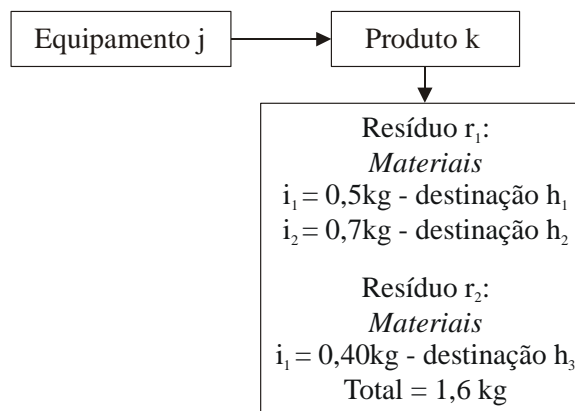 Equipamento j
Produto k
Resíduo r₁:
Materiais
i₁ = 0,5kg - destinação h₁
i₂ = 0,7kg - destinação h₂
Resíduo r₂:
Materiais
i₁ = 0,40kg - destinação h₃
Total = 1,6 kg